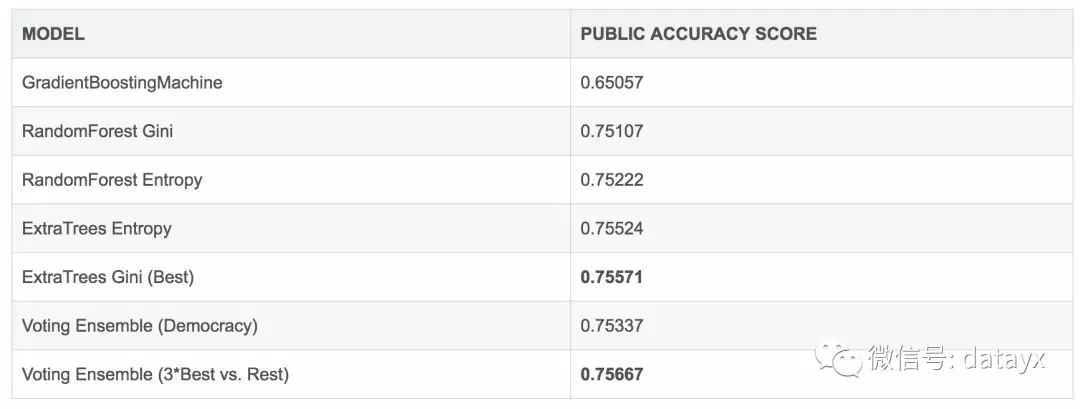 MODEL PUBLIC ACCURACY SCORE
GradientBoostingMachine 0.65057
RandomForest Gini 0.75107
RandomForest Entropy 0.75222
ExtraTrees Entropy 0.75524
ExtraTrees Gini (Best) 0.75571
Voting Ensemble (Democracy) 0.75337
Voting Ensemble (3*Best vs. Rest) 0.75667
微信号: datayx